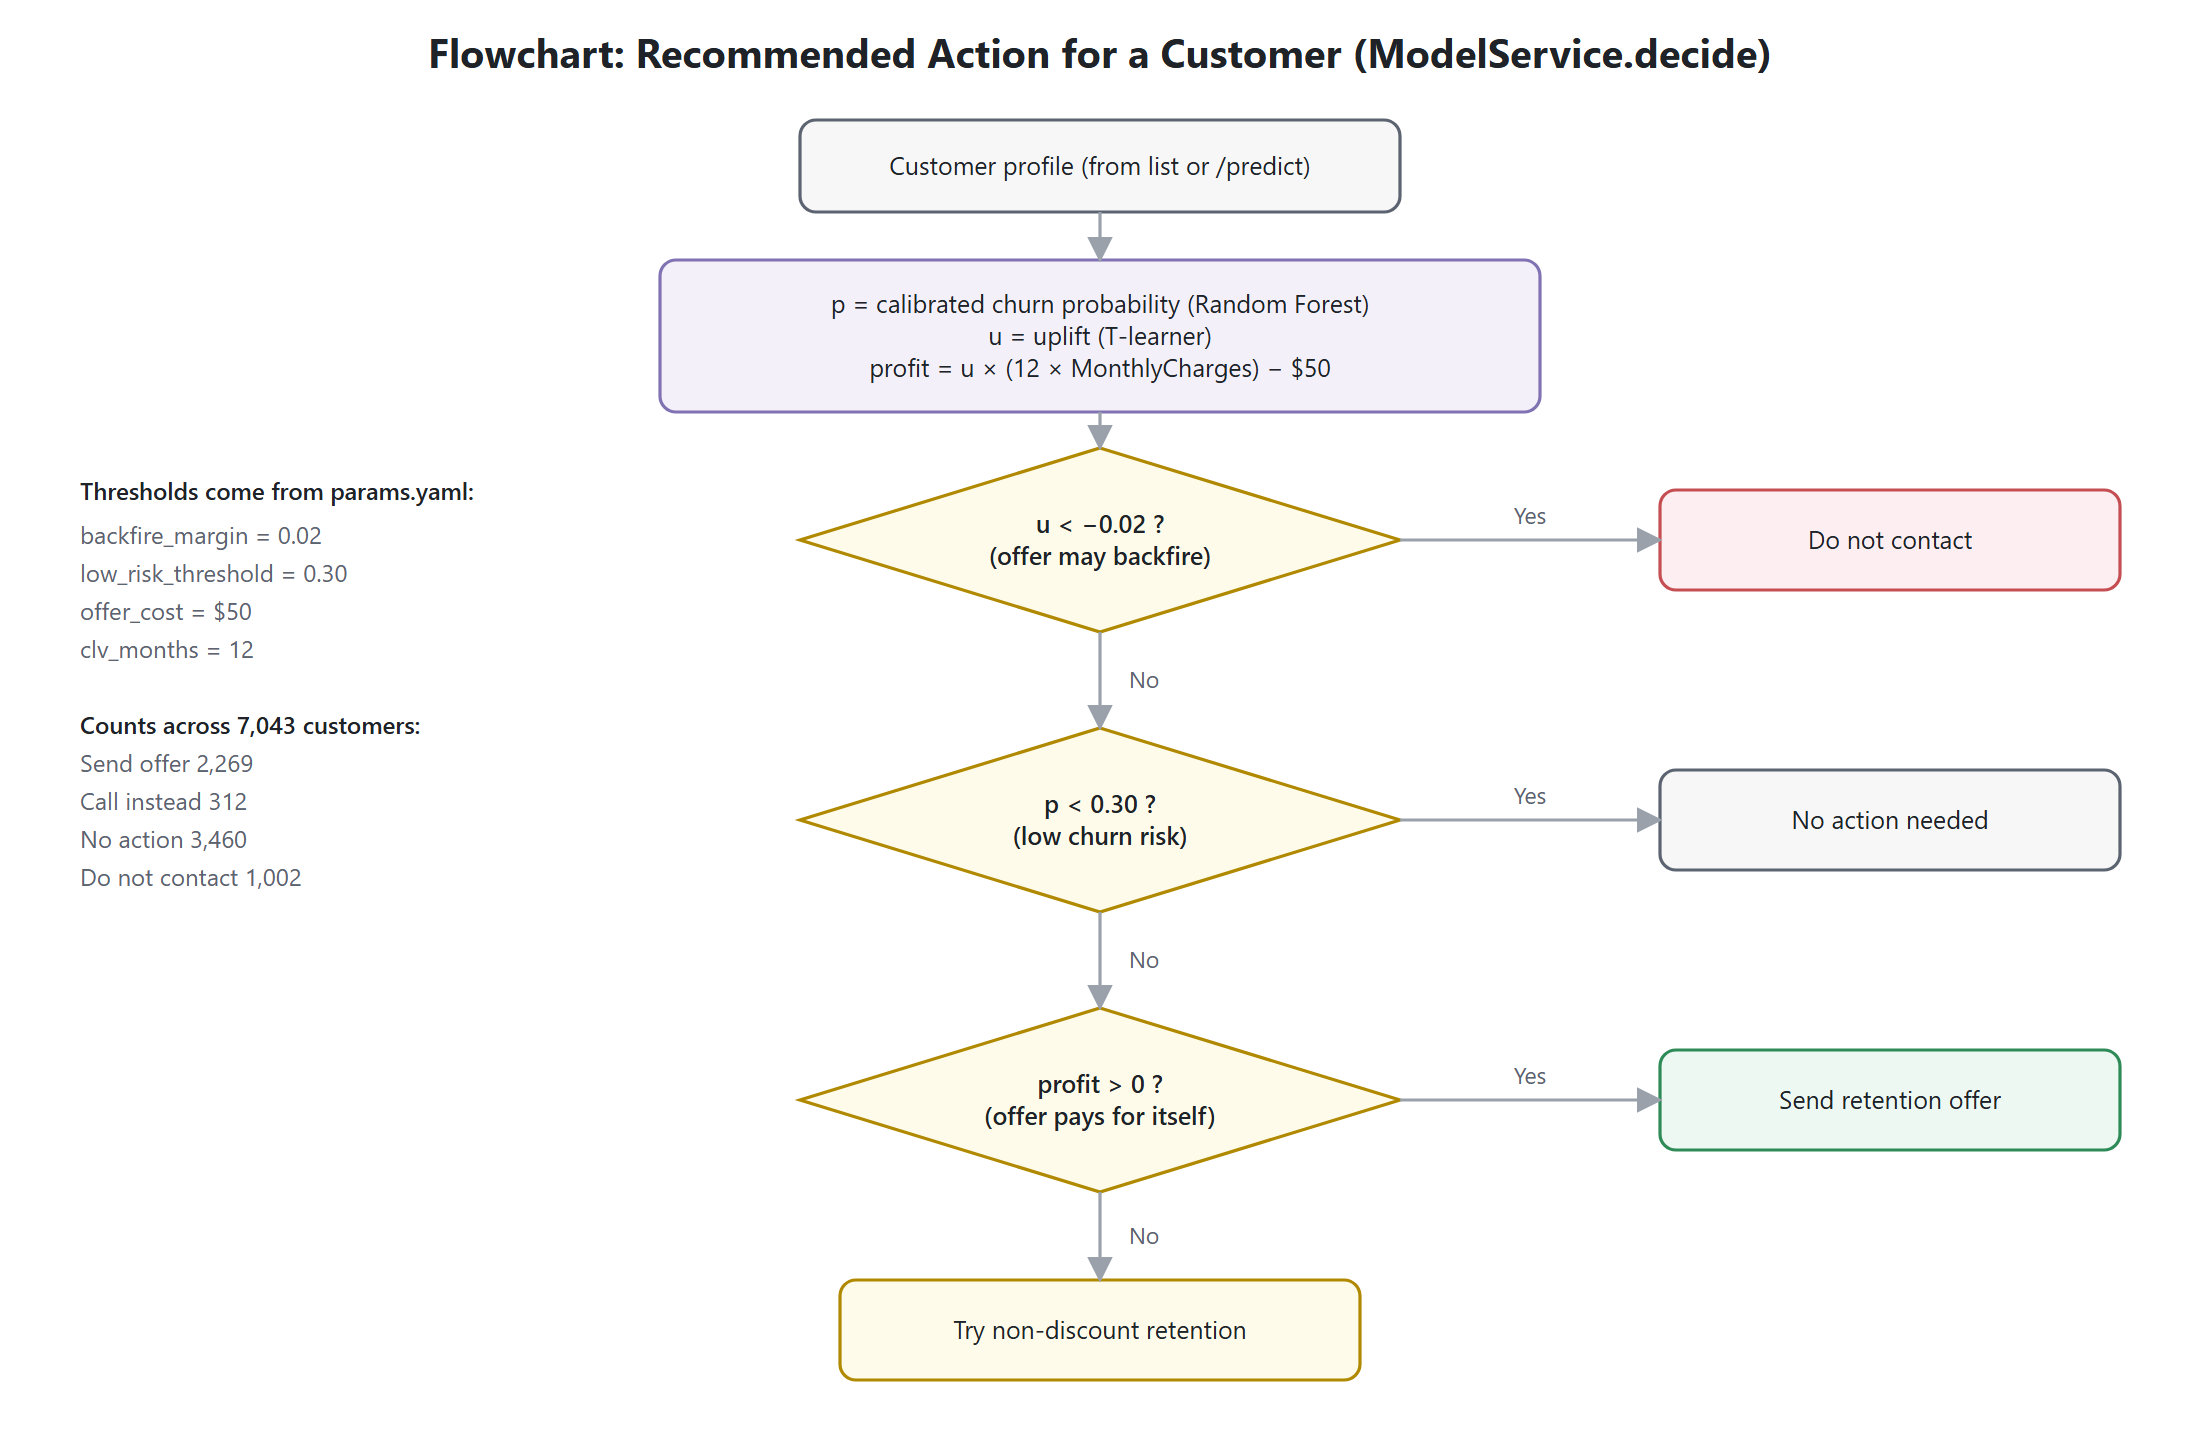 Flowchart: Recommended Action for a Customer (ModelService.decide)
Customer profile (from list or /predict)
p = calibrated churn probability (Random Forest)
u = uplift (T-learner)
profit = u × (12 × MonthlyCharges) − $50
Thresholds come from params.yaml:
backfire_margin = 0.02
low_risk_threshold = 0.30
offer_cost = $50
clv_months = 12
Counts across 7,043 customers:
Send offer 2,269
Call instead 312
No action 3,460
Do not contact 1,002
u < −0.02 ?
(offer may backfire)
Yes
Do not contact
No
p < 0.30 ?
(low churn risk)
Yes
No action needed
No
profit > 0 ?
(offer pays for itself)
Yes
Send retention offer
No
Try non-discount retention